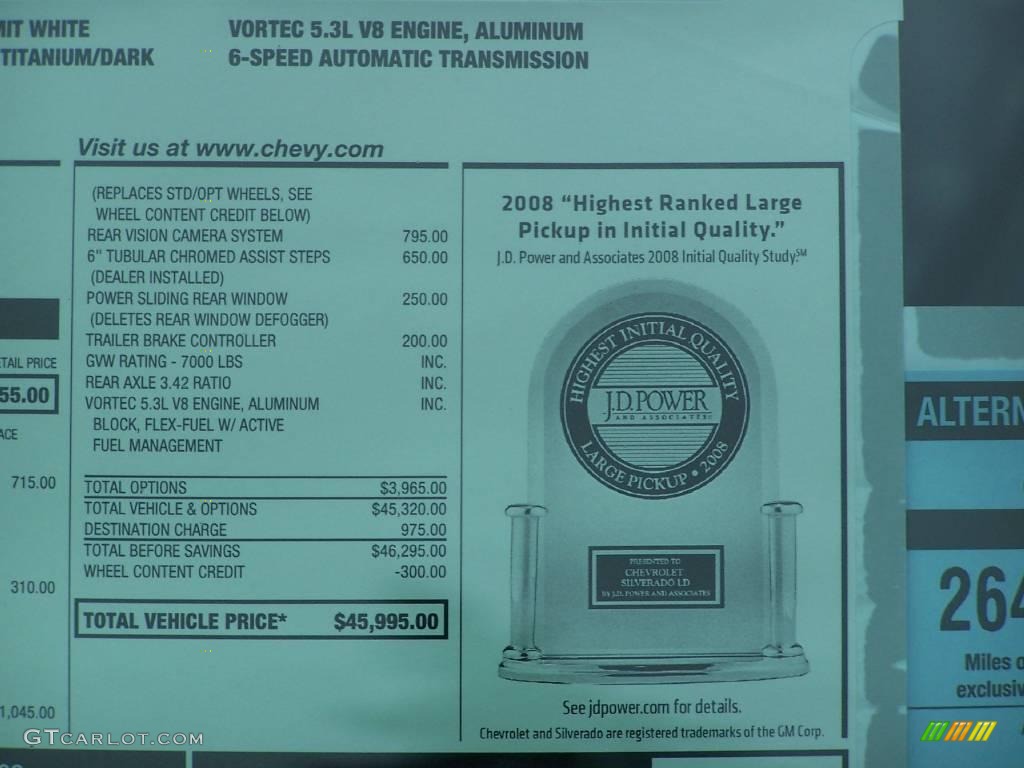 MIT WHITE
TITANIUM/DARK
VORTEC 5.3L V8 ENGINE, ALUMINUM
6-SPEED AUTOMATIC TRANSMISSION
Visit us at www.chevy.com
ETAIL PRICE
55.00
ACE
715.00
310.00
1,045.00
(REPLACES STD/OPT WHEELS, SEE
WHEEL CONTENT CREDIT BELOW)
REAR VISION CAMERA SYSTEM 795.00
6" TUBULAR CHROMED ASSIST STEPS 650.00
(DEALER INSTALLED)
POWER SLIDING REAR WINDOW 250.00
(DELETES REAR WINDOW DEFOGGER)
TRAILER BRAKE CONTROLLER 200.00
GVW RATING - 7000 LBS INC.
REAR AXLE 3.42 RATIO INC.
VORTEC 5.3L V8 ENGINE, ALUMINUM INC.
BLOCK, FLEX-FUEL W/ ACTIVE
FUEL MANAGEMENT
TOTAL OPTIONS $3,965.00
TOTAL VEHICLE & OPTIONS $45,320.00
DESTINATION CHARGE 975.00
TOTAL BEFORE SAVINGS $46,295.00
WHEEL CONTENT CREDIT -300.00
TOTAL VEHICLE PRICE* $45,995.00
2008 “Highest Ranked Large
Pickup in Initial Quality.”
J.D. Power and Associates 2008 Initial Quality Study.SM
HIGHEST INITIAL QUALITY
J.D. POWER
AND ASSOCIATES
LARGE PICKUP • 2008
PRESENTED TO
CHEVROLET
SILVERADO LD
BY J.D. POWER AND ASSOCIATES
See jdpower.com for details.
Chevrolet and Silverado are registered trademarks of the GM Corp.
ALTERN
264
Miles o
exclusiv
GTCARLOT.COM